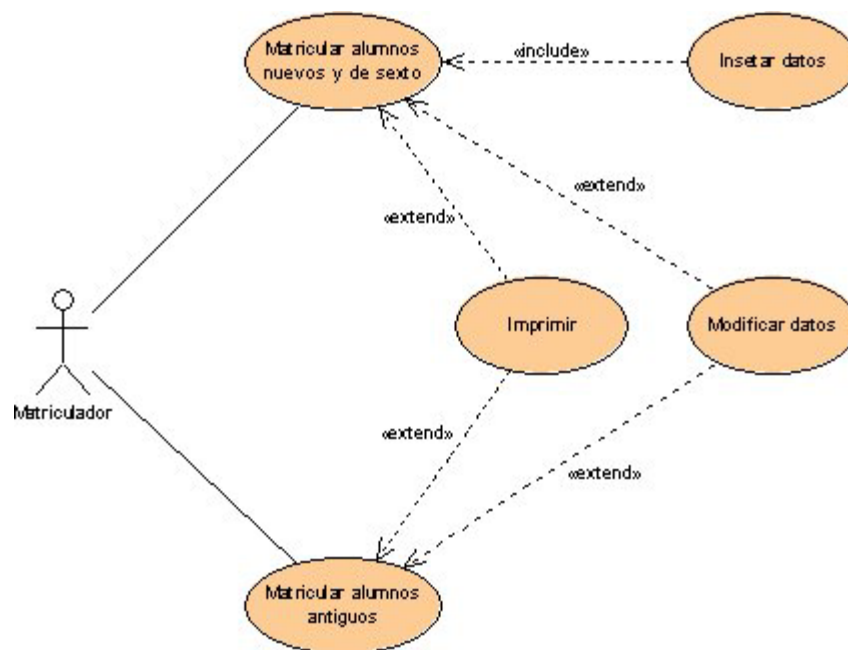 Matricular alumnos
nuevos y de sexto
«include»
Insetar datos
«extend»
«extend»
Imprimir
Modificar datos
Matriculador
«extend»
«extend»
Matricular alumnos
antiguos